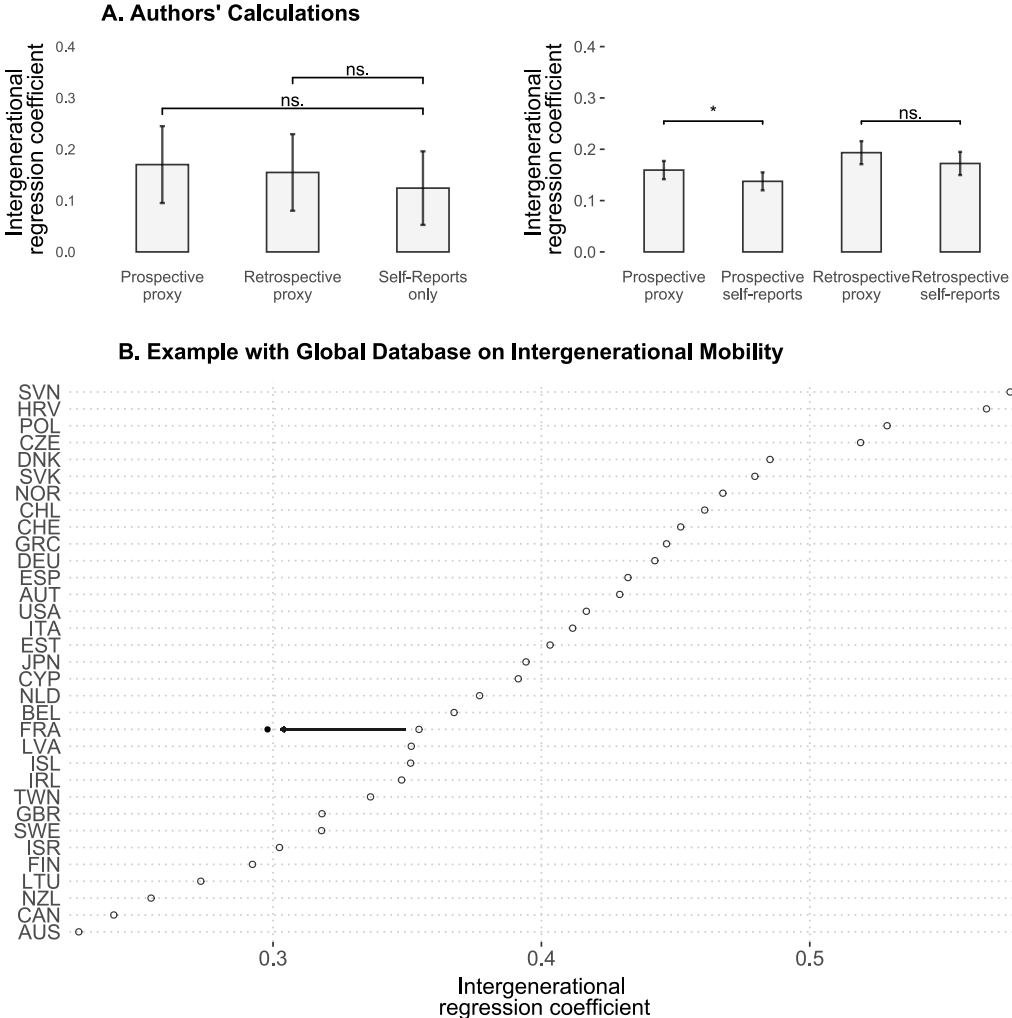 A. Authors' Calculations
Intergenerational
regression coefficient
0.4
0.3
0.2
0.1
0.0
ns.
ns.
Prospective
proxy
Retrospective
proxy
Self-Reports
only
Intergenerational
regression coefficient
0.4
0.3
0.2
0.1
0.0
*
ns.
Prospective
proxy
Prospective
self-reports
Retrospective
proxy
Retrospective
self-reports
B. Example with Global Database on Intergenerational Mobility
SVN
HRV
POL
CZE
DNK
SVK
NOR
CHL
CHE
GRC
DEU
ESP
AUT
USA
ITA
EST
JPN
CYP
NLD
BEL
FRA
LVA
ISL
IRL
TWN
GBR
SWE
ISR
FIN
LTU
NZL
CAN
AUS
0.3 0.4 0.5
Intergenerational
regression coefficient